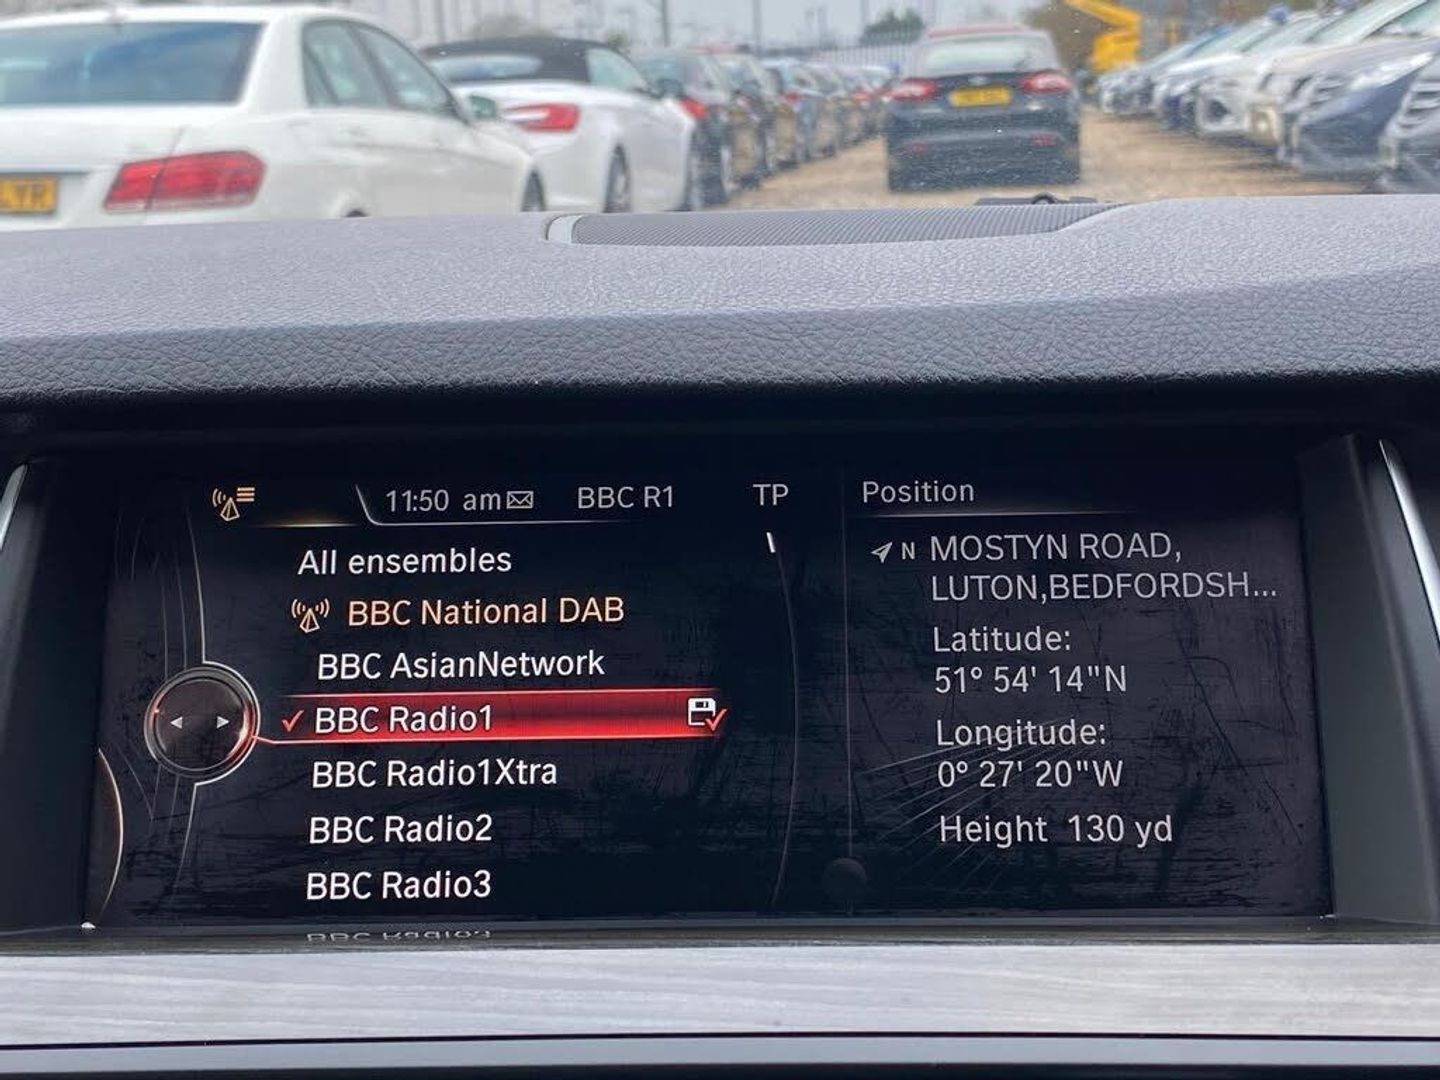 LYR
11:50 am
BBC R1
TP
All ensembles
BBC National DAB
BBC AsianNetwork
BBC Radio1
BBC Radio1Xtra
BBC Radio2
BBC Radio3
Position
N MOSTYN ROAD,
LUTON,BEDFORDSH...
Latitude:
51° 54' 14"N
Longitude:
0° 27' 20"W
Height 130 yd